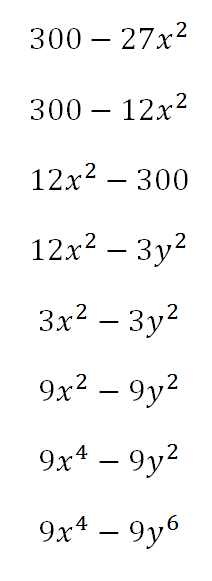 300 − 27x²
300 − 12x²
12x² − 300
12x² − 3y²
3x² − 3y²
9x² − 9y²
9x⁴ − 9y²
9x⁴ − 9y⁶